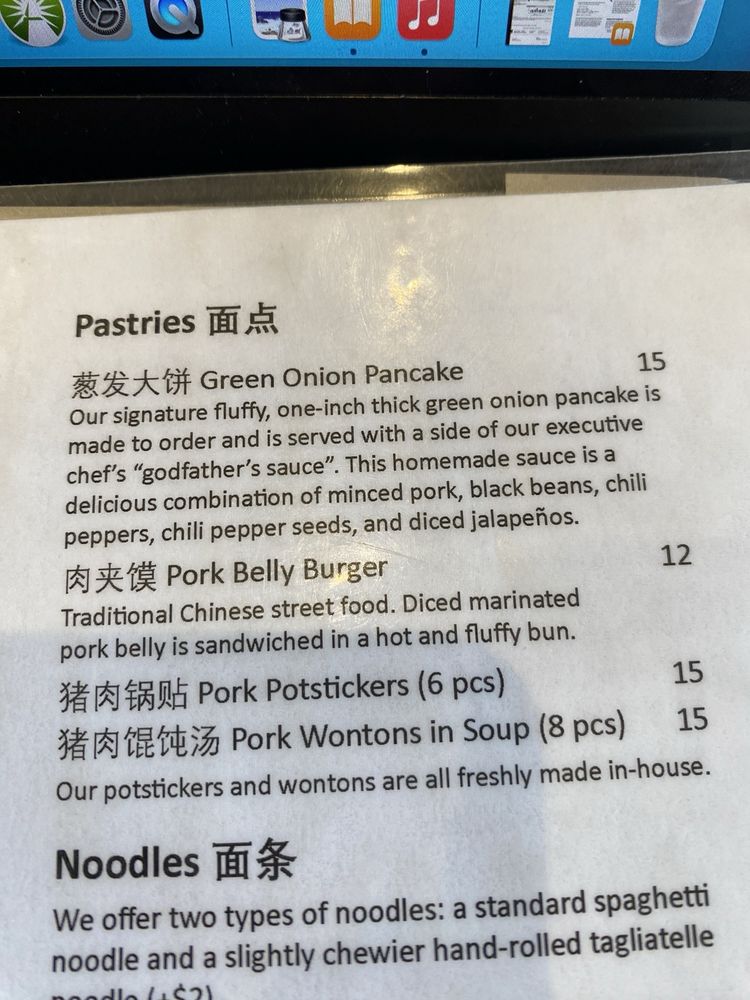 Pastries 面点
葱发大饼 Green Onion Pancake 15
Our signature fluffy, one-inch thick green onion pancake is
made to order and is served with a side of our executive
chef's “godfather's sauce”. This homemade sauce is a
delicious combination of minced pork, black beans, chili
peppers, chili pepper seeds, and diced jalapeños.
肉夹馍 Pork Belly Burger 12
Traditional Chinese street food. Diced marinated
pork belly is sandwiched in a hot and fluffy bun.
猪肉锅贴 Pork Potstickers (6 pcs) 15
猪肉馄饨汤 Pork Wontons in Soup (8 pcs) 15
Our potstickers and wontons are all freshly made in-house.
Noodles 面条
We offer two types of noodles: a standard spaghetti
noodle and a slightly chewier hand-rolled tagliatelle
noodle (+$2)